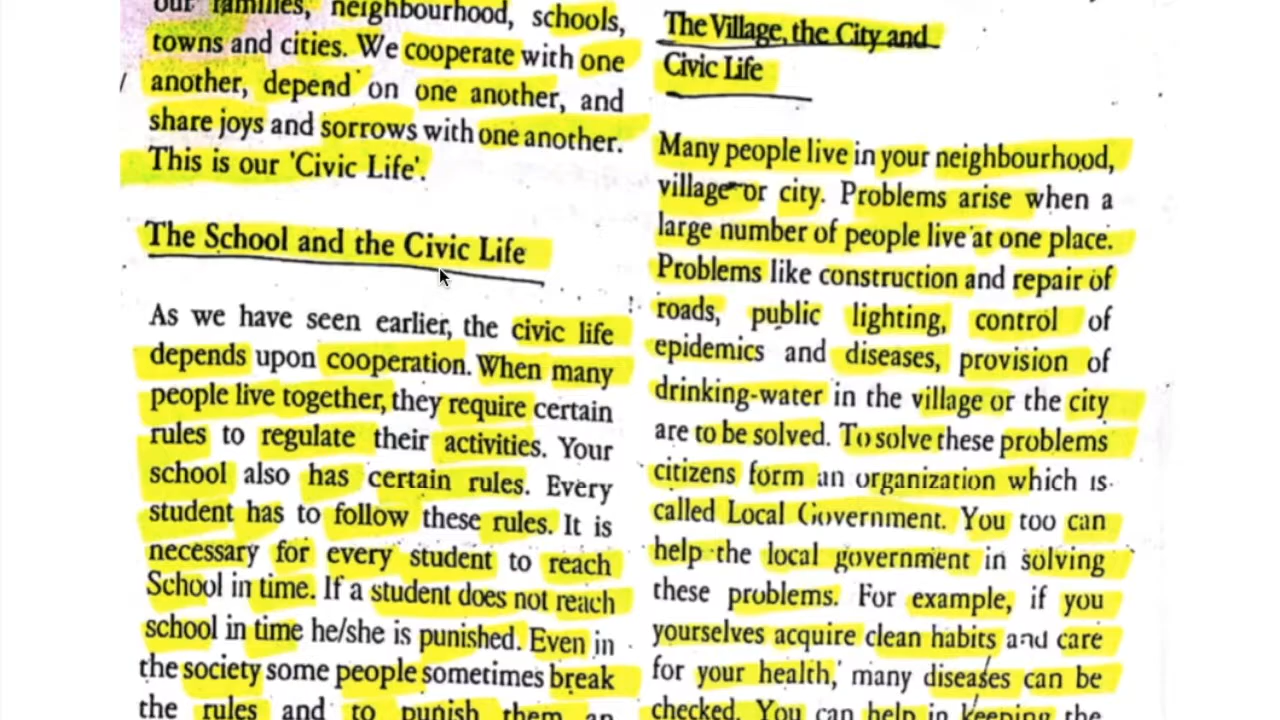 our families, neighbourhood, schools,
towns and cities. We cooperate with one
another, depend on one another, and
share joys and sorrows with one another.
This is our 'Civic Life'.
The School and the Civic Life
As we have seen earlier, the civic life
depends upon cooperation. When many
people live together, they require certain
rules to regulate their activities. Your
school also has certain rules. Every
student has to follow these rules. It is
necessary for every student to reach
School in time. If a student does not reach
school in time he/she is punished. Even in
the society some people sometimes break
the rules and to punish them an
The Village, the City and
Civic Life
Many people live in your neighbourhood,
village or city. Problems arise when a
large number of people live at one place.
Problems like construction and repair of
roads, public lighting, control of
epidemics and diseases, provision of
drinking-water in the village or the city
are to be solved. To solve these problems
citizens form an organization which is
called Local Government. You too can
help the local government in solving
these problems. For example, if you
yourselves acquire clean habits and care
for your health, many diseases can be
checked. You can help in keeping the